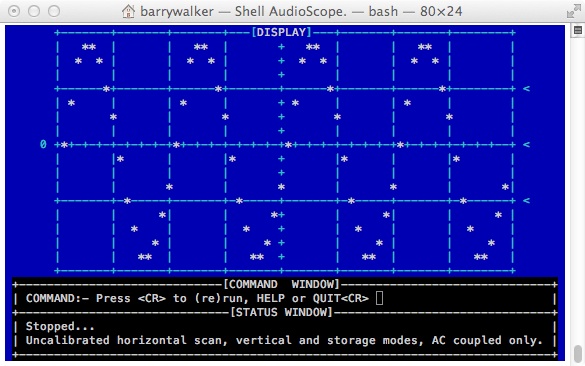 barrywalker — Shell AudioScope. — bash — 80×24
[DISPLAY]
0
[COMMAND  WINDOW]
COMMAND:- Press <CR> to (re)run, HELP or QUIT<CR>
[STATUS WINDOW]
Stopped...
Uncalibrated horizontal scan, vertical and storage modes, AC coupled only.